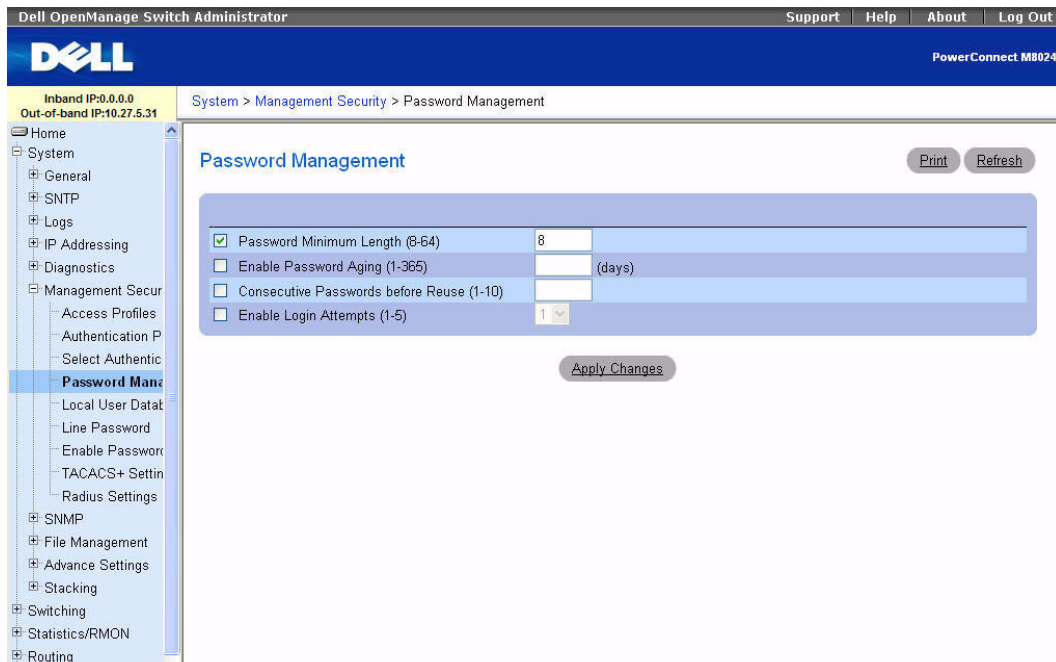 Dell OpenManage Switch Administrator
Support Help About Log Out
DELL
PowerConnect M8024
Inband IP:0.0.0.0
Out-of-band IP:10.27.5.31
System > Management Security > Password Management
Home
System
General
SNTP
Logs
IP Addressing
Diagnostics
Management Secur
Access Profiles
Authentication P
Select Authentic
Password Mana
Local User Datab
Line Password
Enable Password
TACACS+ Settin
Radius Settings
SNMP
File Management
Advance Settings
Stacking
Switching
Statistics/RMON
Routing
Password Management
Print Refresh
Password Minimum Length (8-64) 8
Enable Password Aging (1-365) (days)
Consecutive Passwords before Reuse (1-10)
Enable Login Attempts (1-5) 1
Apply Changes